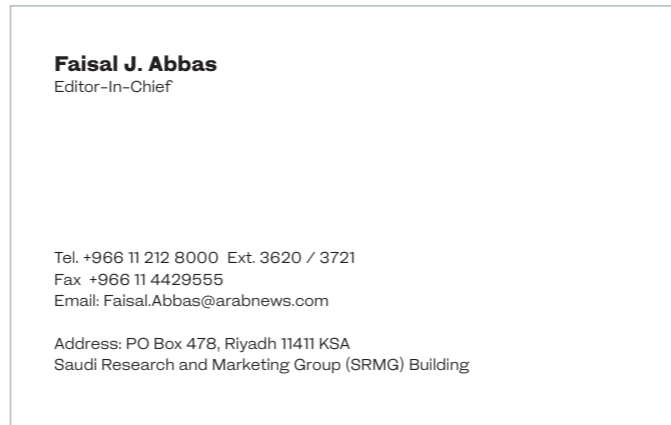 Faisal J. Abbas
Editor-In-Chief
Tel. +966 11 212 8000 Ext. 3620 / 3721
Fax +966 11 4429555
Email: Faisal.Abbas@arabnews.com
Address: PO Box 478, Riyadh 11411 KSA
Saudi Research and Marketing Group (SRMG) Building